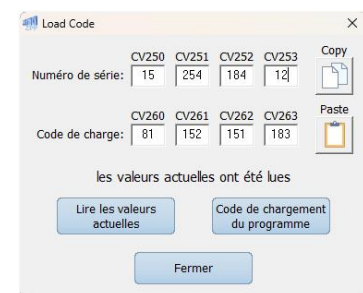 Load Code
CV250 CV251 CV252 CV253 Copy
Numéro de série: 15 254 184 12
CV260 CV261 CV262 CV263 Paste
Code de charge: 81 152 151 183
les valeurs actuelles ont été lues
Lire les valeurs
actuelles
Code de chargement
du programme
Fermer